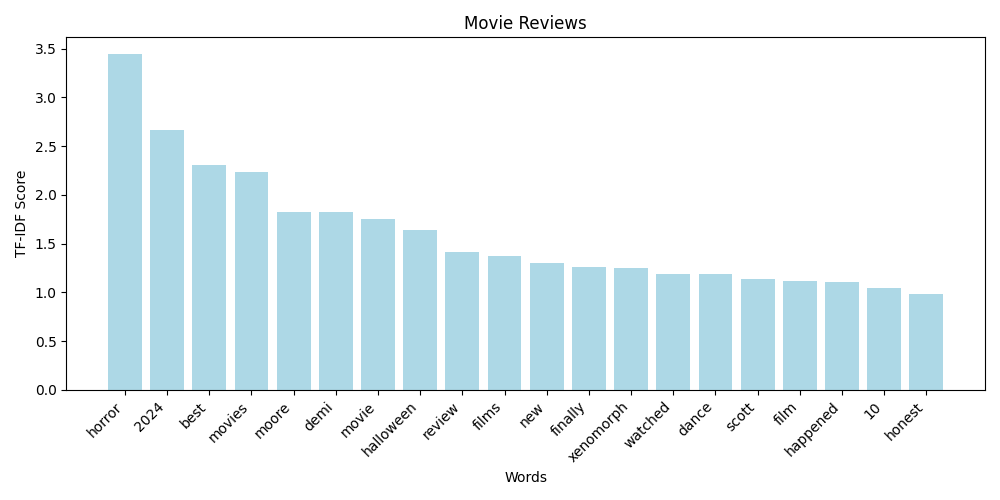 Movie Reviews
TF-IDF Score
3.5
3.0
2.5
2.0
1.5
1.0
0.5
0.0
horror
2024
best
movies
moore
demi
movie
halloween
review
films
new
finally
xenomorph
watched
dance
scott
film
happened
10
honest
Words